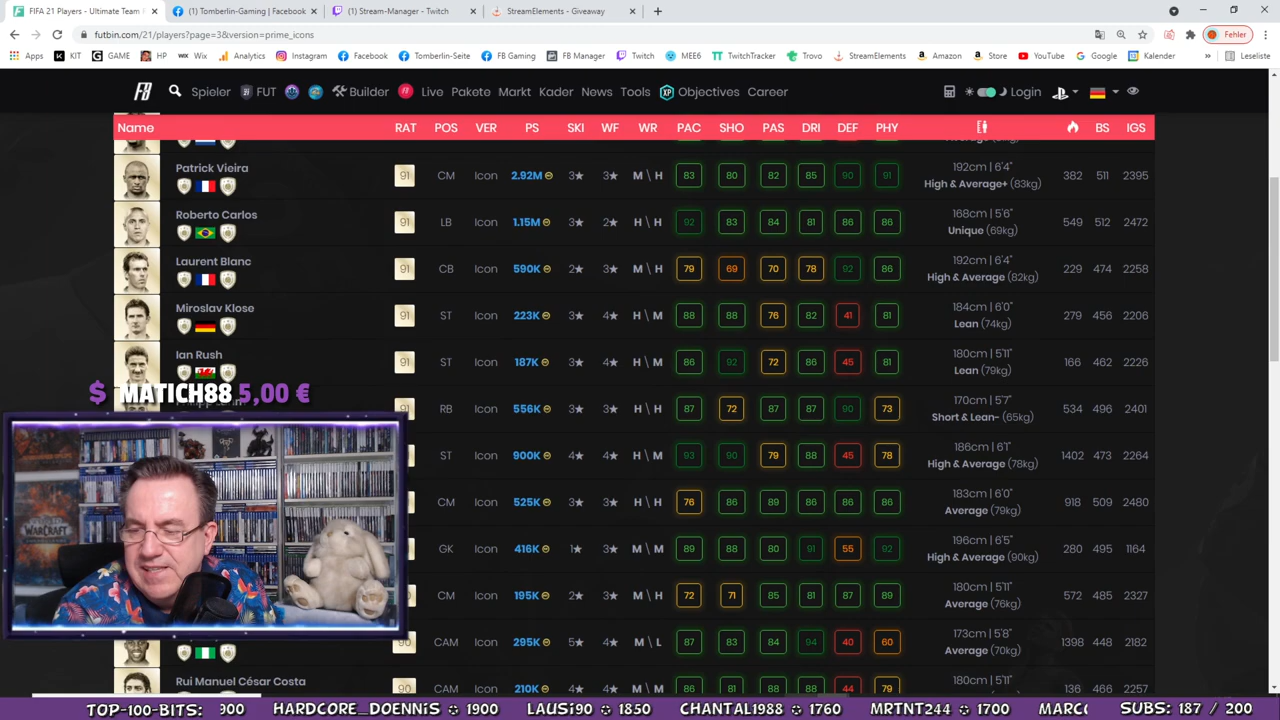 FIFA 21 Players - Ultimate Team F
(1) Tomberlin-Gaming | Facebook
(1) Stream-Manager - Twitch
StreamElements - Giveaway
futbin.com/21/players?page=3&version=prime_icons
Fehler
Apps KIT GAME HP Wix Analytics Instagram Facebook Tomberlin-Seite FB Gaming FB Manager Twitch MEE6 TwitchTracker Trovo StreamElements Amazon Store YouTube Google Kalender » Leseliste
Spieler FUT Builder Live Pakete Markt Kader News Tools Objectives Career Login
Name RAT POS VER PS SKI WF WR PAC SHO PAS DRI DEF PHY BS IGS
Patrick Vieira
91 CM Icon 2.92M 3★ 3★ M \ H 83 80 82 85 90 91
192cm | 6'4"
High & Average+ (83kg)
382 511 2395
Roberto Carlos
91 LB Icon 1.15M 3★ 2★ H \ H 92 83 84 81 86 86
168cm | 5'6"
Unique (69kg)
549 512 2472
Laurent Blanc
91 CB Icon 590K 2★ 3★ M \ H 79 69 70 78 92 86
192cm | 6'4"
High & Average (82kg)
229 474 2258
Miroslav Klose
91 ST Icon 223K 3★ 4★ H \ M 88 88 76 82 41 81
184cm | 6'0"
Lean (74kg)
279 456 2206
Ian Rush
91 ST Icon 187K 3★ 4★ H \ M 86 92 72 86 45 81
180cm | 5'11"
Lean (79kg)
166 462 2226
$ MATICH88 5,00 €
91 RB Icon 556K 3★ 3★ H \ H 87 72 87 87 90 73
170cm | 5'7"
Short & Lean- (65kg)
534 496 2401
ST Icon 900K 4★ 4★ H \ M 93 90 79 88 45 78
186cm | 6'1"
High & Average (78kg)
1402 473 2264
CM Icon 525K 3★ 3★ H \ H 76 86 89 86 86 86
183cm | 6'0"
Average (79kg)
918 509 2480
GK Icon 416K 1★ 3★ M \ M 89 88 80 91 55 92
196cm | 6'5"
High & Average (90kg)
280 495 1164
CM Icon 195K 2★ 3★ M \ H 72 71 85 81 87 89
180cm | 5'11"
Average (76kg)
572 485 2327
CAM Icon 295K 5★ 4★ M \ L 87 83 84 94 40 60
173cm | 5'8"
Average (70kg)
1398 462 2182
Rui Manuel César Costa
90 CAM Icon 210K 4★ 4★ M \ M 86 81 88 88 44 79
180cm | 5'11"
136 466 2257
WARCRAFT
TOP-100-BITS: 900 HARDCORE_DOENNIS 1900 LAUSI90 1850 CHANTAL1988 1760 MRTNT244 1700 SUBS: 187 / 200